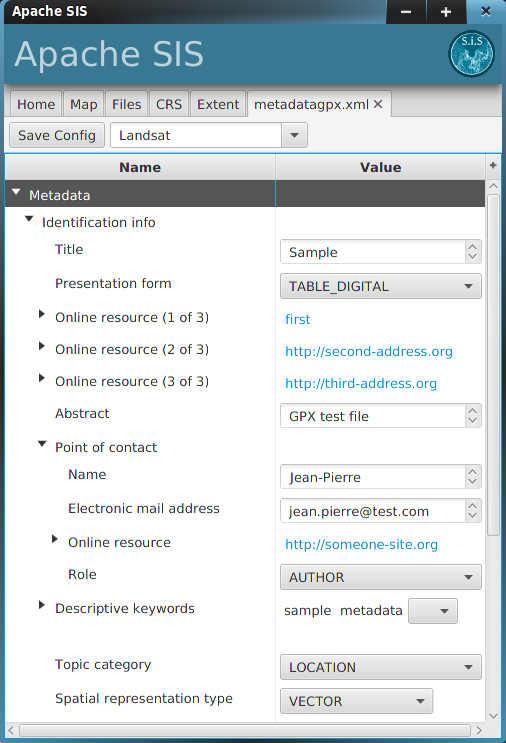 Apache SIS
Apache SIS
S.I.S
Home Map Files CRS Extent metadatagpx.xml
Save Config Landsat
Name Value
Metadata
Identification info
Title Sample
Presentation form TABLE_DIGITAL
Online resource (1 of 3) first
Online resource (2 of 3) http://second-address.org
Online resource (3 of 3) http://third-address.org
Abstract GPX test file
Point of contact
Name Jean-Pierre
Electronic mail address jean.pierre@test.com
Online resource http://someone-site.org
Role AUTHOR
Descriptive keywords sample metadata
Topic category LOCATION
Spatial representation type VECTOR